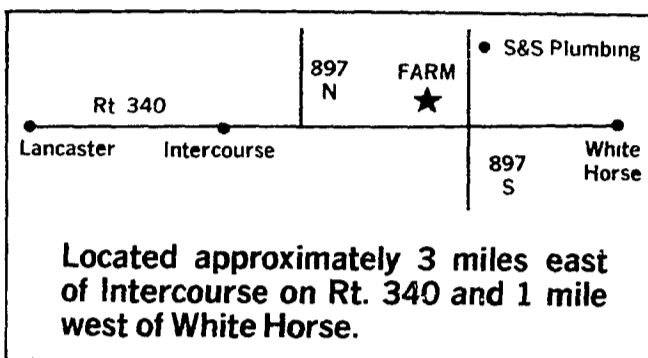 S&S Plumbing
897 FARM
N
Rt 340
Lancaster Intercourse White
897 Horse
S
Located approximately 3 miles east
of Intercourse on Rt. 340 and 1 mile
west of White Horse.